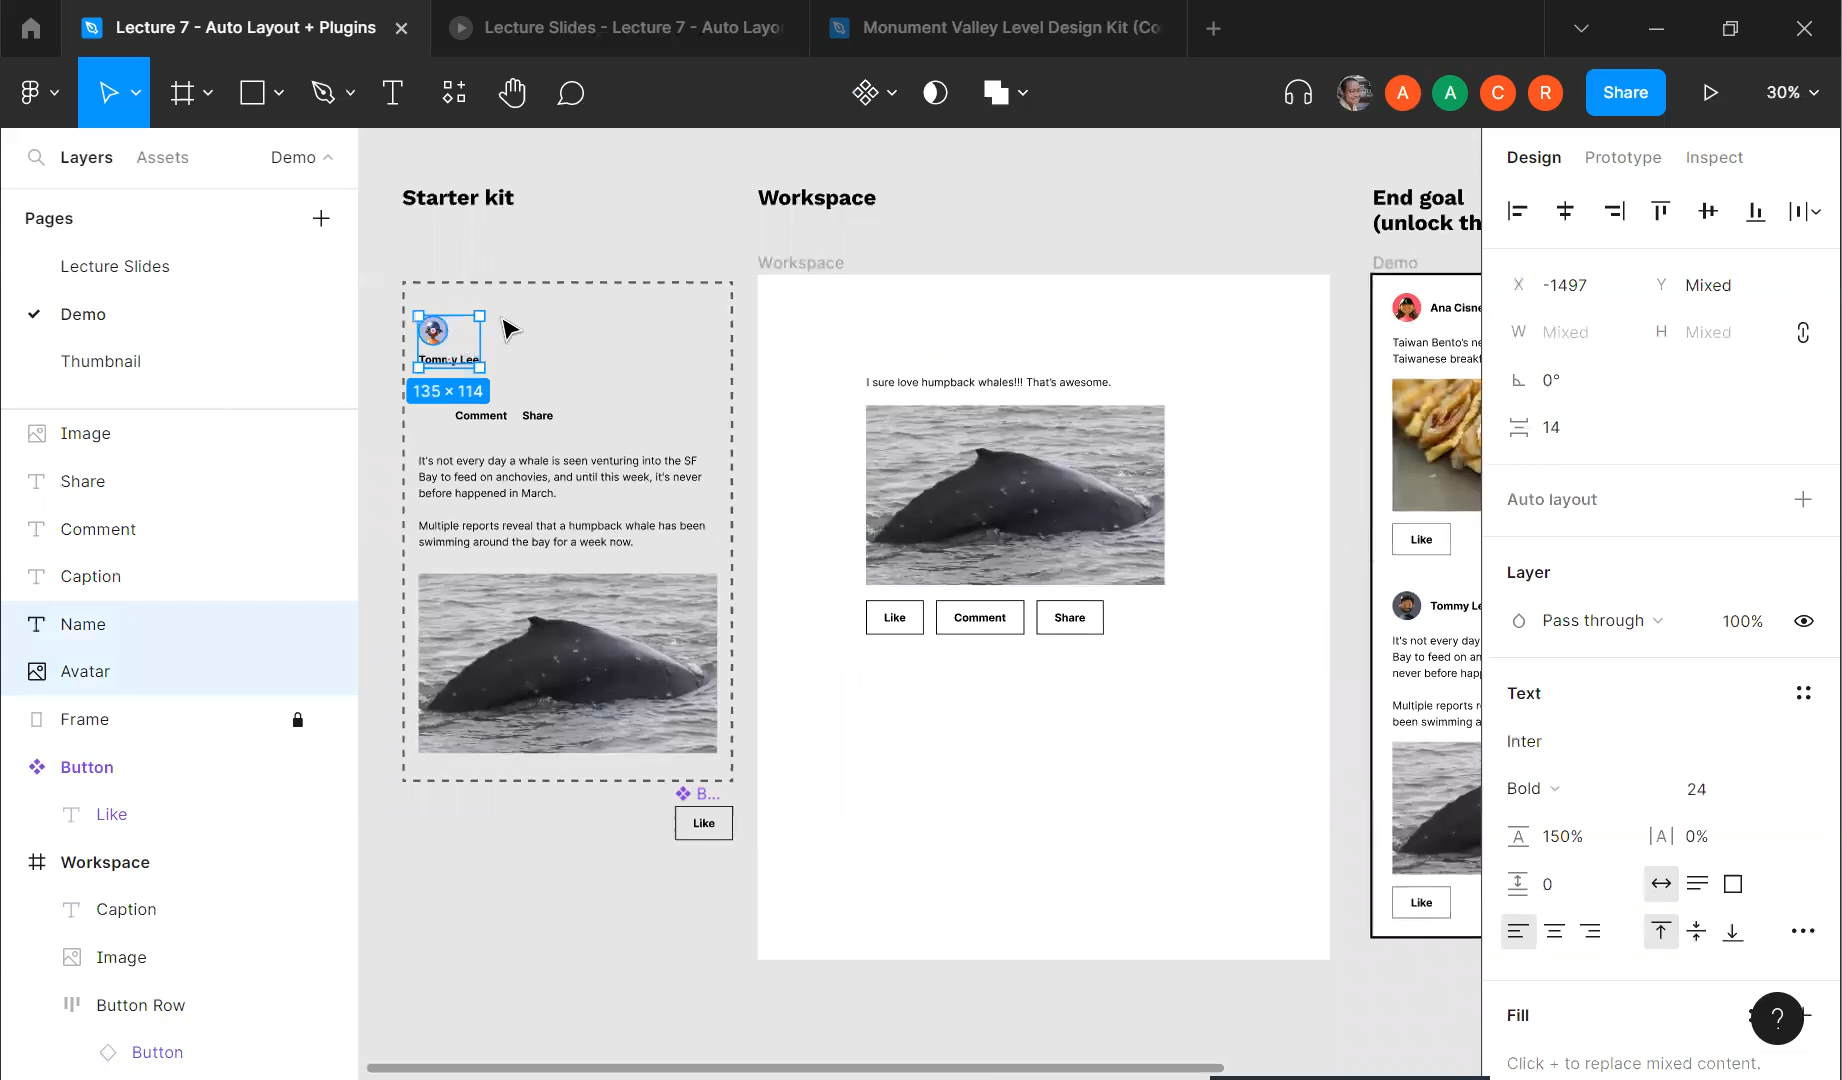 Lecture 7 - Auto Layout + Plugins
Lecture Slides - Lecture 7 - Auto Layo
Monument Valley Level Design Kit (Co
A
A
C
R
Share
30%
Layers
Assets
Demo
Pages
Lecture Slides
Demo
Thumbnail
Image
Share
Comment
Caption
Name
Avatar
Frame
Button
Like
Workspace
Caption
Image
Button Row
Button
Starter kit
Tommy Lee
135 × 114
Comment Share
It's not every day a whale is seen venturing into the SF
Bay to feed on anchovies, and until this week, it's never
before happened in March.
Multiple reports reveal that a humpback whale has been
swimming around the bay for a week now.
B...
Like
Workspace
Workspace
I sure love humpback whales!!! That's awesome.
Like
Comment
Share
End goal
(unlock th
Demo
Ana Cisne
Taiwan Bento's ne
Taiwanese breakf
Like
Tommy Le
It's not every day
Bay to feed on an
never before hap
Multiple reports r
been swimming a
Like
Design
Prototype
Inspect
X -1497
Y Mixed
W Mixed
H Mixed
0°
14
Auto layout
Layer
Pass through
100%
Text
Inter
Bold
24
A 150%
|A| 0%
0
Fill
?
Click + to replace mixed content.